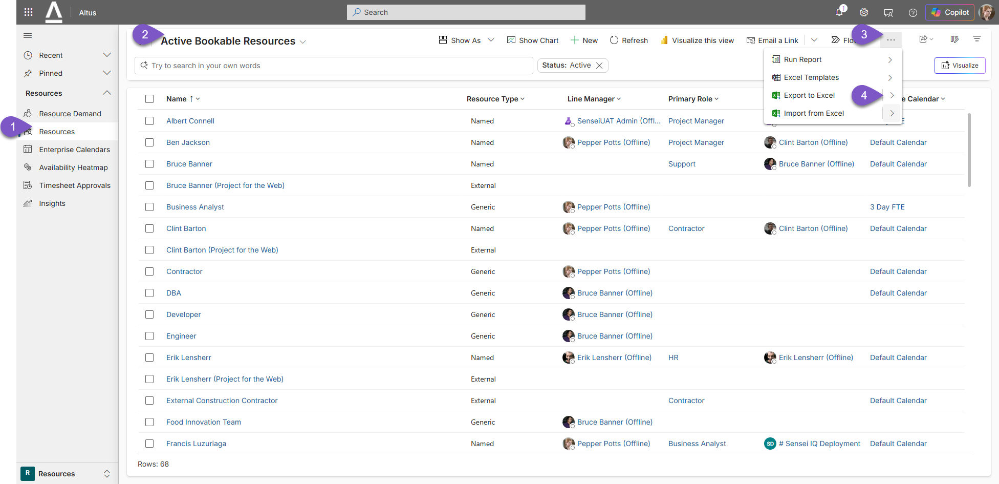 Altus
Search
1
Copilot
2
Active Bookable Resources
Show As
Show Chart
New
Refresh
Visualize this view
Email a Link
Flo
3
Try to search in your own words
Status: Active
Visualize
Run Report
Excel Templates
Export to Excel
4
Import from Excel
Recent
Pinned
Resources
Resource Demand
1
Resources
Enterprise Calendars
Availability Heatmap
Timesheet Approvals
Insights
R Resources
Name Resource Type Line Manager Primary Role e Calendar
Albert Connell Named SenseiUAT Admin (Offl... Project Manager E
Ben Jackson Named Pepper Potts (Offline) Project Manager Clint Barton (Offline) Default Calendar
Bruce Banner Named Support Bruce Banner (Offline) Default Calendar
Bruce Banner (Project for the Web) External
Business Analyst Generic Pepper Potts (Offline) 3 Day FTE
Clint Barton Named Pepper Potts (Offline) Contractor Clint Barton (Offline) Default Calendar
Clint Barton (Project for the Web) External
Contractor Generic Pepper Potts (Offline) Default Calendar
DBA Generic Bruce Banner (Offline) Default Calendar
Developer Generic Bruce Banner (Offline)
Engineer Generic Bruce Banner (Offline)
Erik Lensherr Named Erik Lensherr (Offline) HR Erik Lensherr (Offline) Default Calendar
Erik Lensherr (Project for the Web) External
External Construction Contractor External Contractor Default Calendar
Food Innovation Team Generic Bruce Banner (Offline)
Francis Luzuriaga Named Pepper Potts (Offline) Business Analyst SD # Sensei IQ Deployment Default Calendar
Rows: 68